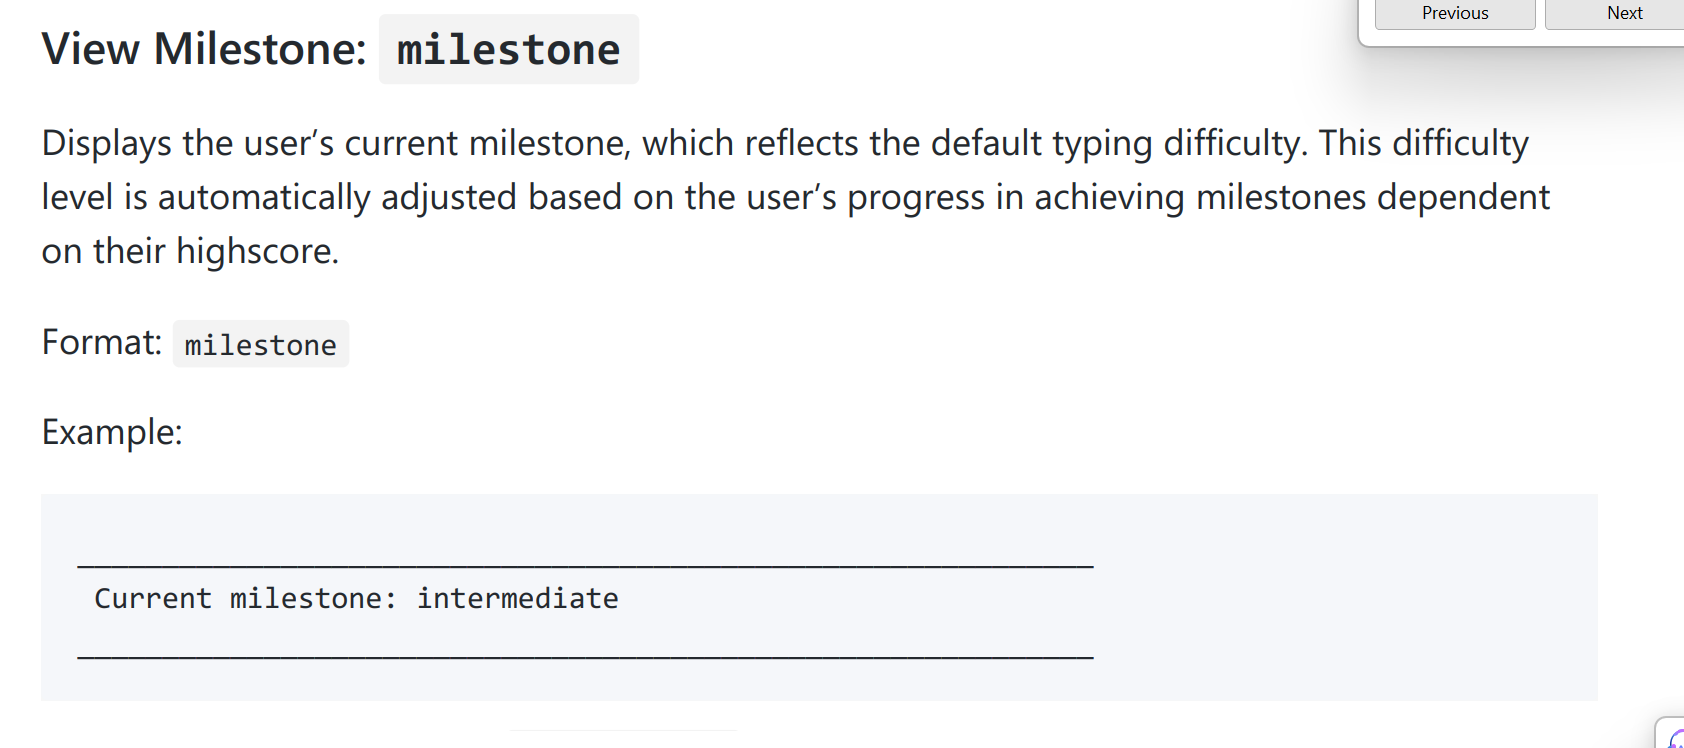 Previous
Next
View Milestone: milestone
Displays the user’s current milestone, which reflects the default typing difficulty. This difficulty
level is automatically adjusted based on the user’s progress in achieving milestones dependent
on their highscore.
Format: milestone
Example:
Current milestone: intermediate